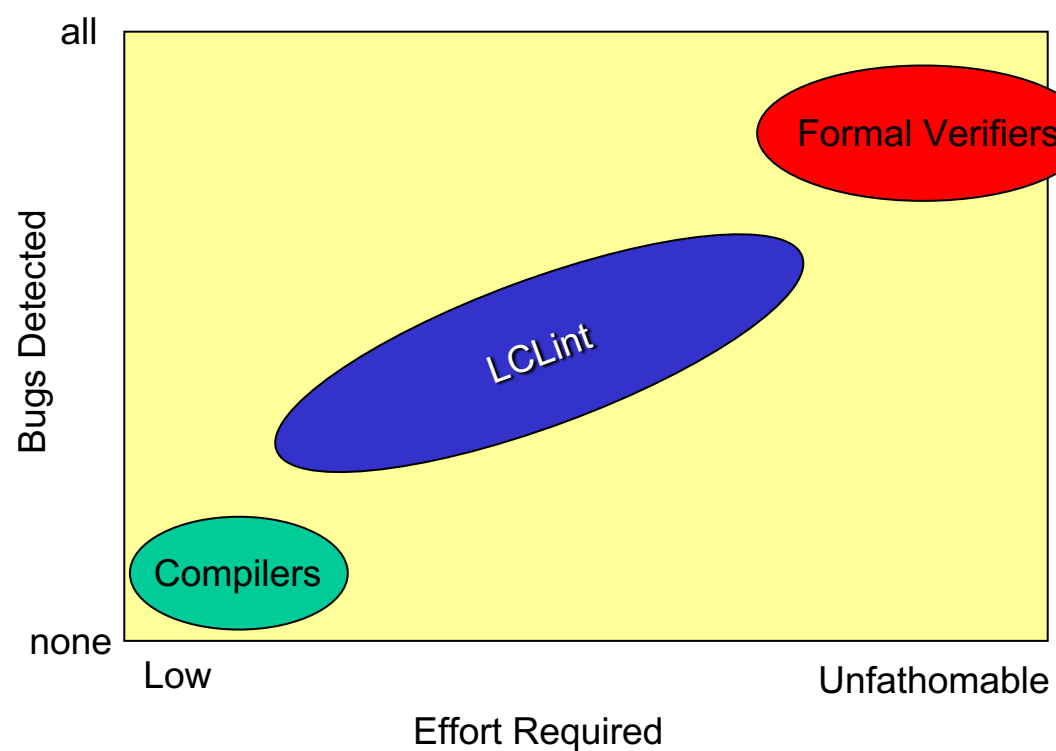 all
Formal Verifiers
Bugs Detected
LCLint
Compilers
none
Low
Unfathomable
Effort Required